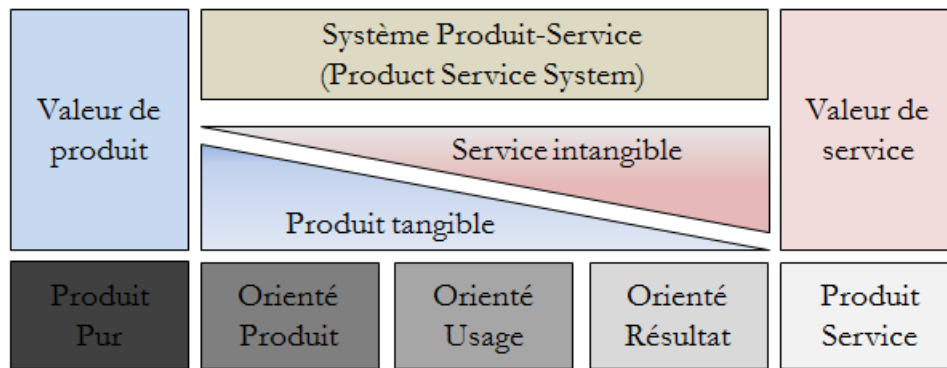 Système Produit-Service
(Product Service System)
Valeur de
produit
Valeur de
service
Service intangible
Produit tangible
Produit
Pur
Orienté
Produit
Orienté
Usage
Orienté
Résultat
Produit
Service